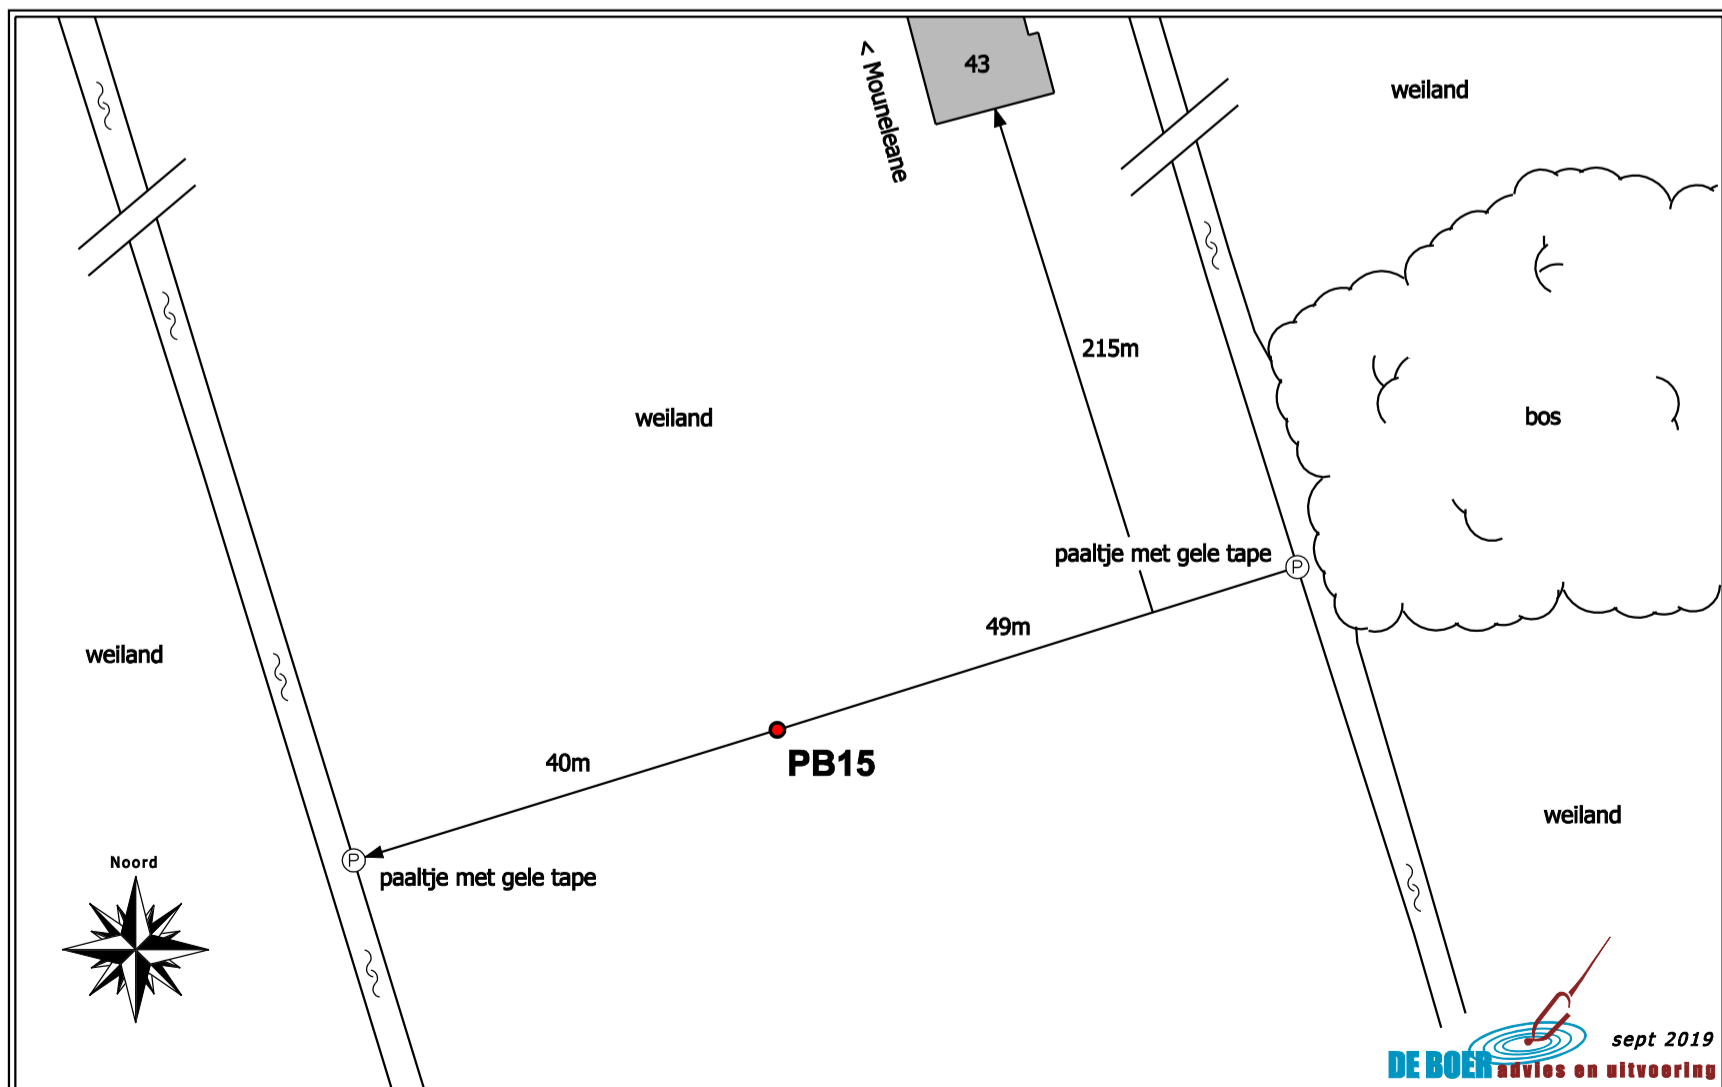 43
< Mouneleane
weiland
215m
weiland
bos
paaltje met gele tape
P
49m
weiland
PB15
40m
weiland
P
paaltje met gele tape
Noord
sept 2019
DE BOER advies en uitvoering